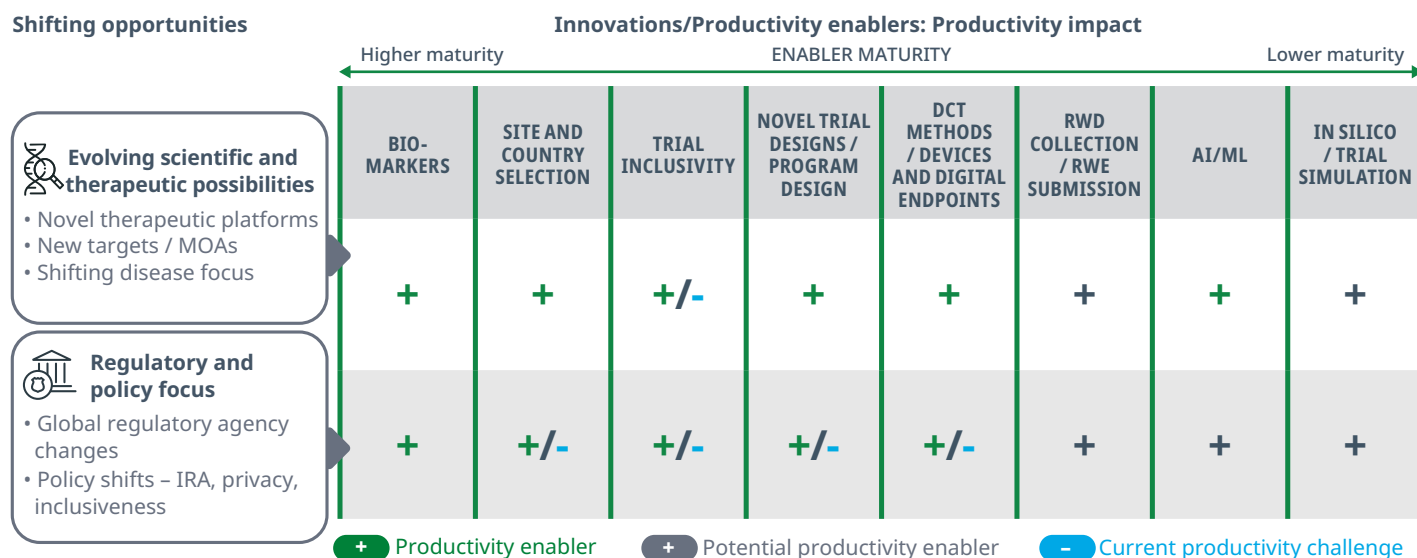 Shifting opportunities
Innovations/Productivity enablers: Productivity impact
Higher maturity
ENABLER MATURITY
Lower maturity
BIO-
MARKERS
SITE AND
COUNTRY
SELECTION
TRIAL
INCLUSIVITY
NOVEL TRIAL
DESIGNS /
PROGRAM
DESIGN
DCT
METHODS
/ DEVICES
AND DIGITAL
ENDPOINTS
RWD
COLLECTION
/ RWE
SUBMISSION
AI/ML
IN SILICO
/ TRIAL
SIMULATION
Evolving scientific and
therapeutic possibilities
• Novel therapeutic platforms
• New targets / MOAs
• Shifting disease focus
+ + +/- + + + + +
Regulatory and
policy focus
• Global regulatory agency
changes
• Policy shifts – IRA, privacy,
inclusiveness
+ +/- +/- +/- +/- + + +
+ Productivity enabler
+ Potential productivity enabler
– Current productivity challenge